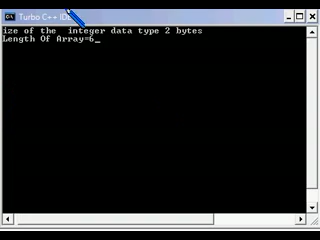 Turbo C++ IDE
ize of the  integer data type 2 bytes
Length Of Array=6_